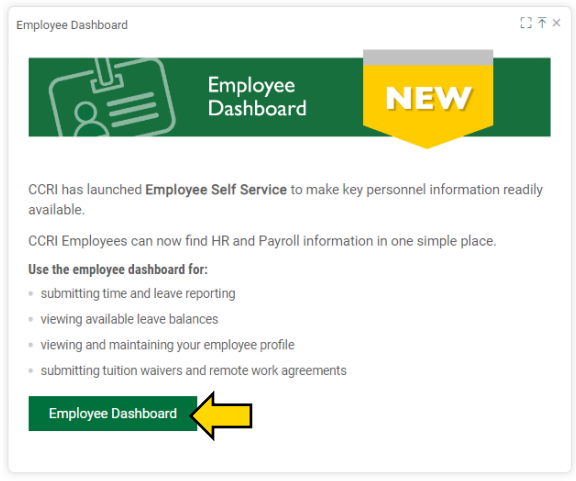 Employee Dashboard
Employee
Dashboard
NEW
CCRI has launched Employee Self Service to make key personnel information readily
available.
CCRI Employees can now find HR and Payroll information in one simple place.
Use the employee dashboard for:
submitting time and leave reporting
viewing available leave balances
viewing and maintaining your employee profile
submitting tuition waivers and remote work agreements
Employee Dashboard